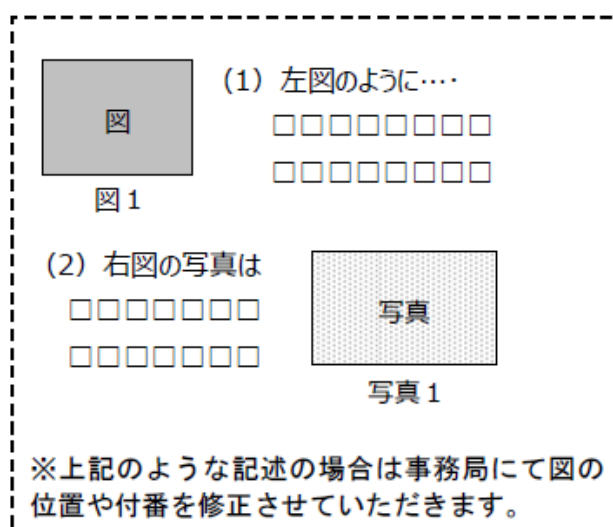 (1) 左図のように‥‥
□□□□□□□□
□□□□□□□□
図
図1
(2) 右図の写真は
□□□□□□□
□□□□□□□
写真
写真1
※上記のような記述の場合は事務局にて図の
位置や付番を修正させていただきます。